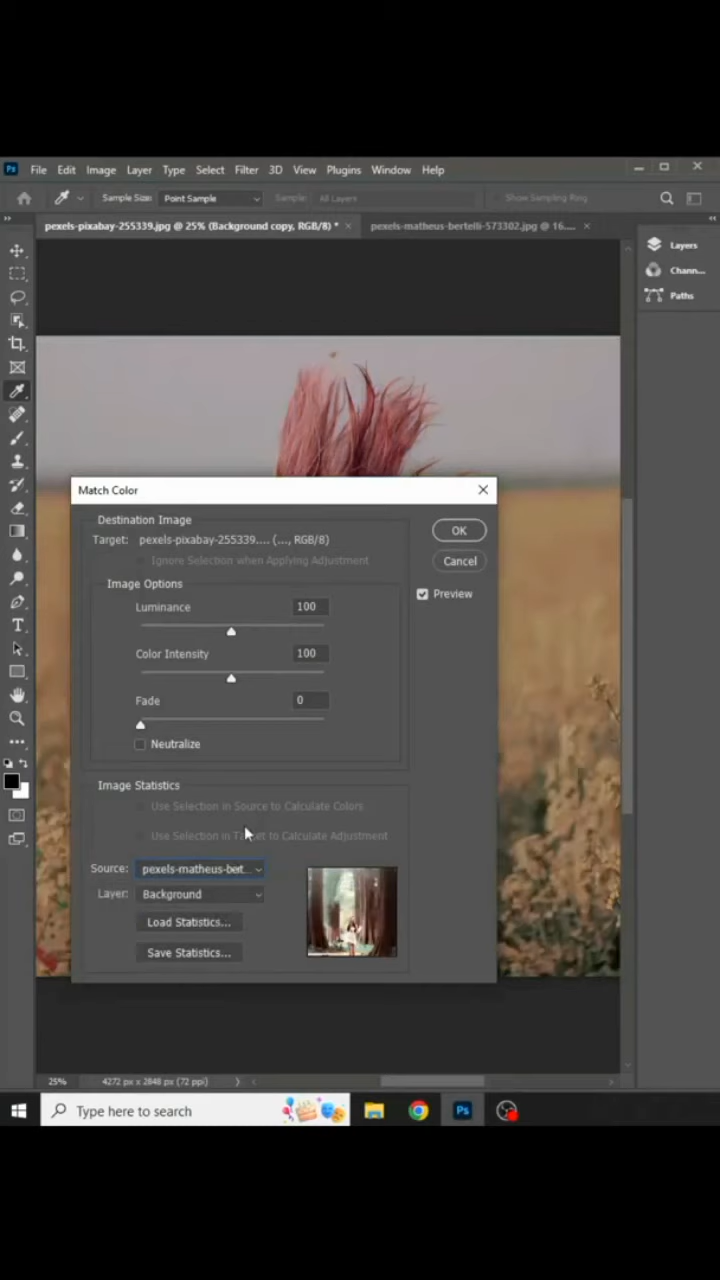 Ps File Edit Image Layer Type Select Filter 3D View Plugins Window Help
Sample Size: Point Sample Sample: All Layers Show Sampling Ring
pexels-pixabay-255339.jpg @ 25% (Background copy, RGB/8) * pexels-matheus-bertelli-573302.jpg @ 16....
Layers
Chann...
Paths
Match Color
Destination Image
Target: pexels-pixabay-255339.... (..., RGB/8)
OK
Ignore Selection when Applying Adjustment
Cancel
Image Options
Preview
Luminance 100
Color Intensity 100
Fade 0
Neutralize
Image Statistics
Use Selection in Source to Calculate Colors
Use Selection in Target to Calculate Adjustment
Source: pexels-matheus-bert...
Layer: Background
Load Statistics...
Save Statistics...
25% 4272 px x 2848 px (72 ppi)
Type here to search
Ps